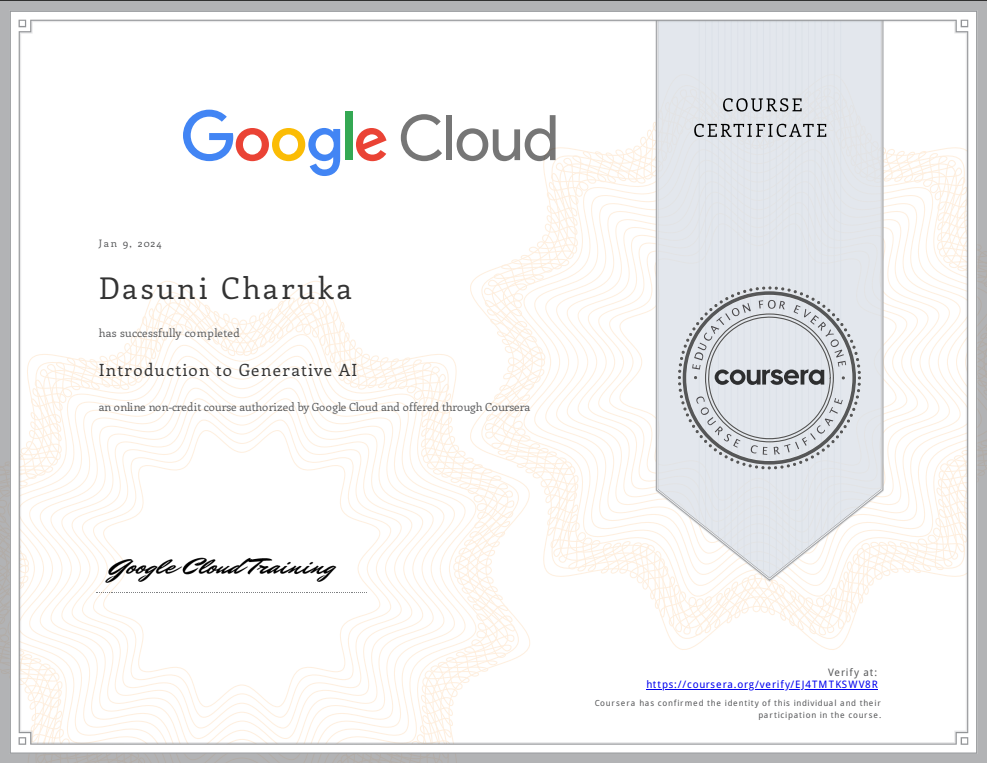 Google Cloud
COURSE
CERTIFICATE
Jan 9, 2024
Dasuni Charuka
has successfully completed
Introduction to Generative AI
an online non-credit course authorized by Google Cloud and offered through Coursera
EDUCATION FOR EVERYONE
coursera
COURSE CERTIFICATE
Google Cloud Training
Verify at:
https://coursera.org/verify/EJ4TMTKSWV8R
Coursera has confirmed the identity of this individual and their
participation in the course.